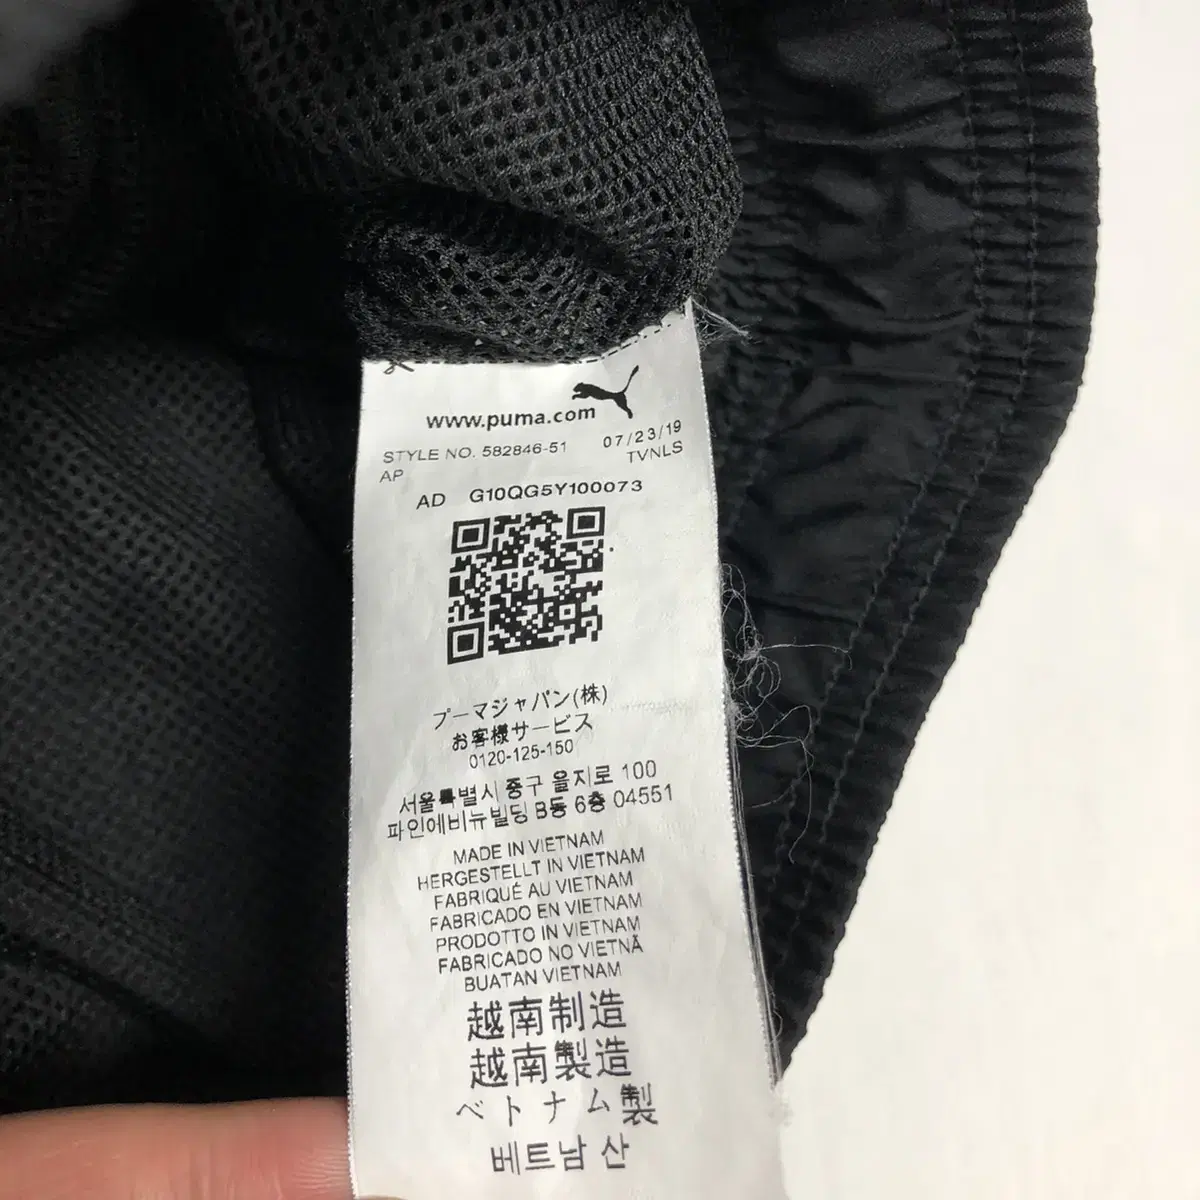 www.puma.com
STYLE NO. 582846-51 07/23/19
AP TVNLS
AD G10QG5Y100073
プーマジャパン(株)
お客様サービス
0120-125-150
서울특별시 중구 을지로 100
파인에비뉴빌딩 B동 6층 04551
MADE IN VIETNAM
HERGESTELLT IN VIETNAM
FABRIQUÉ AU VIETNAM
FABRICADO EN VIETNAM
PRODOTTO IN VIETNAM
FABRICADO NO VIETNÃ
BUATAN VIETNAM
越南制造
越南製造
ベトナム製
베트남 산